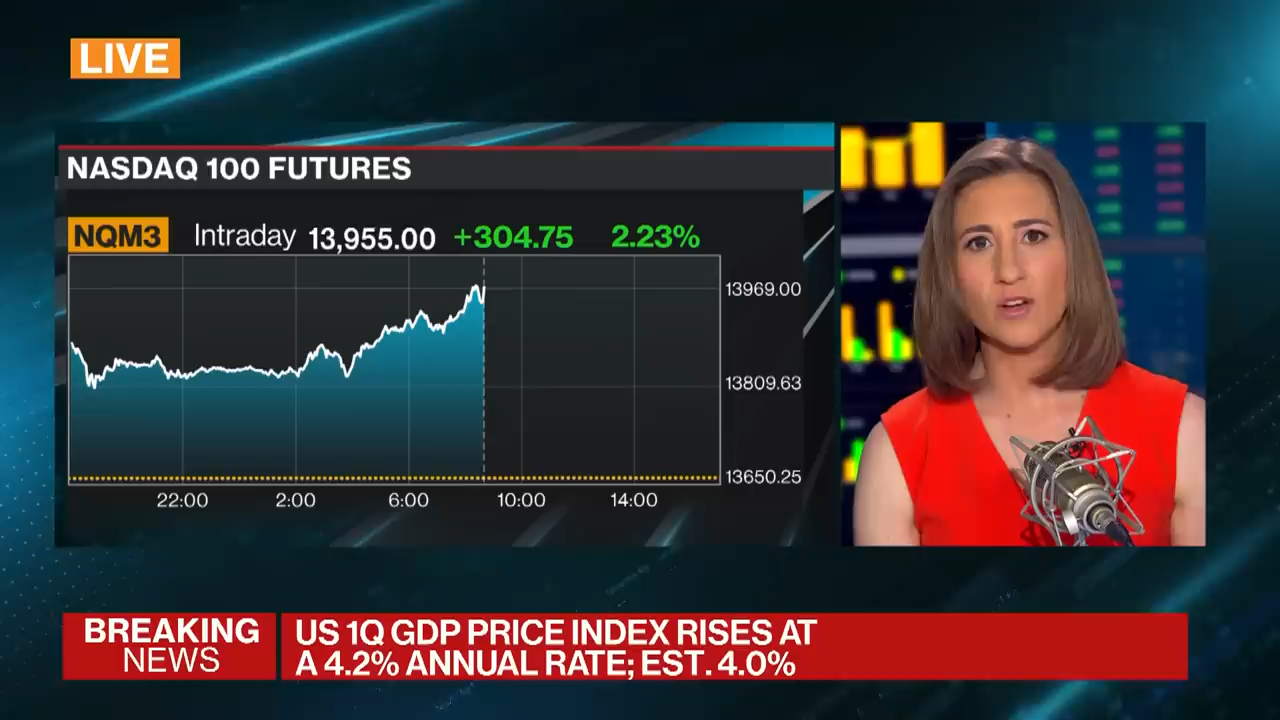 LIVE
NASDAQ 100 FUTURES
NQM3 Intraday 13,955.00 +304.75 2.23%
13969.00
13809.63
13650.25
22:00 2:00 6:00 10:00 14:00
BREAKING
NEWS
US 1Q GDP PRICE INDEX RISES AT
A 4.2% ANNUAL RATE; EST. 4.0%